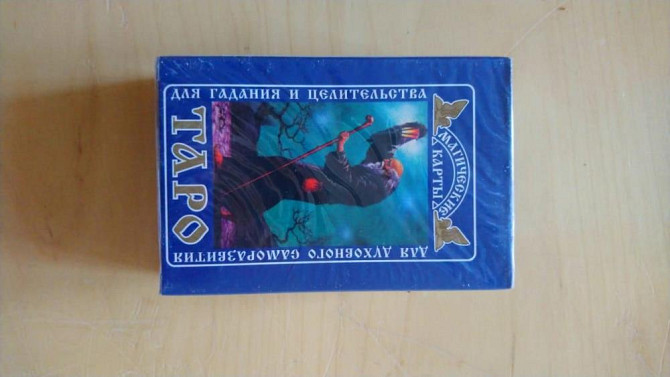 МАГИЧЕСКИЕ
КАРТЫ
ДЛЯ ГАДАНИЯ И ЦЕЛИТЕЛЬСТВА
ДЛЯ ДУХОВНОГО САМОРАЗВИТИЯ
ТАРО